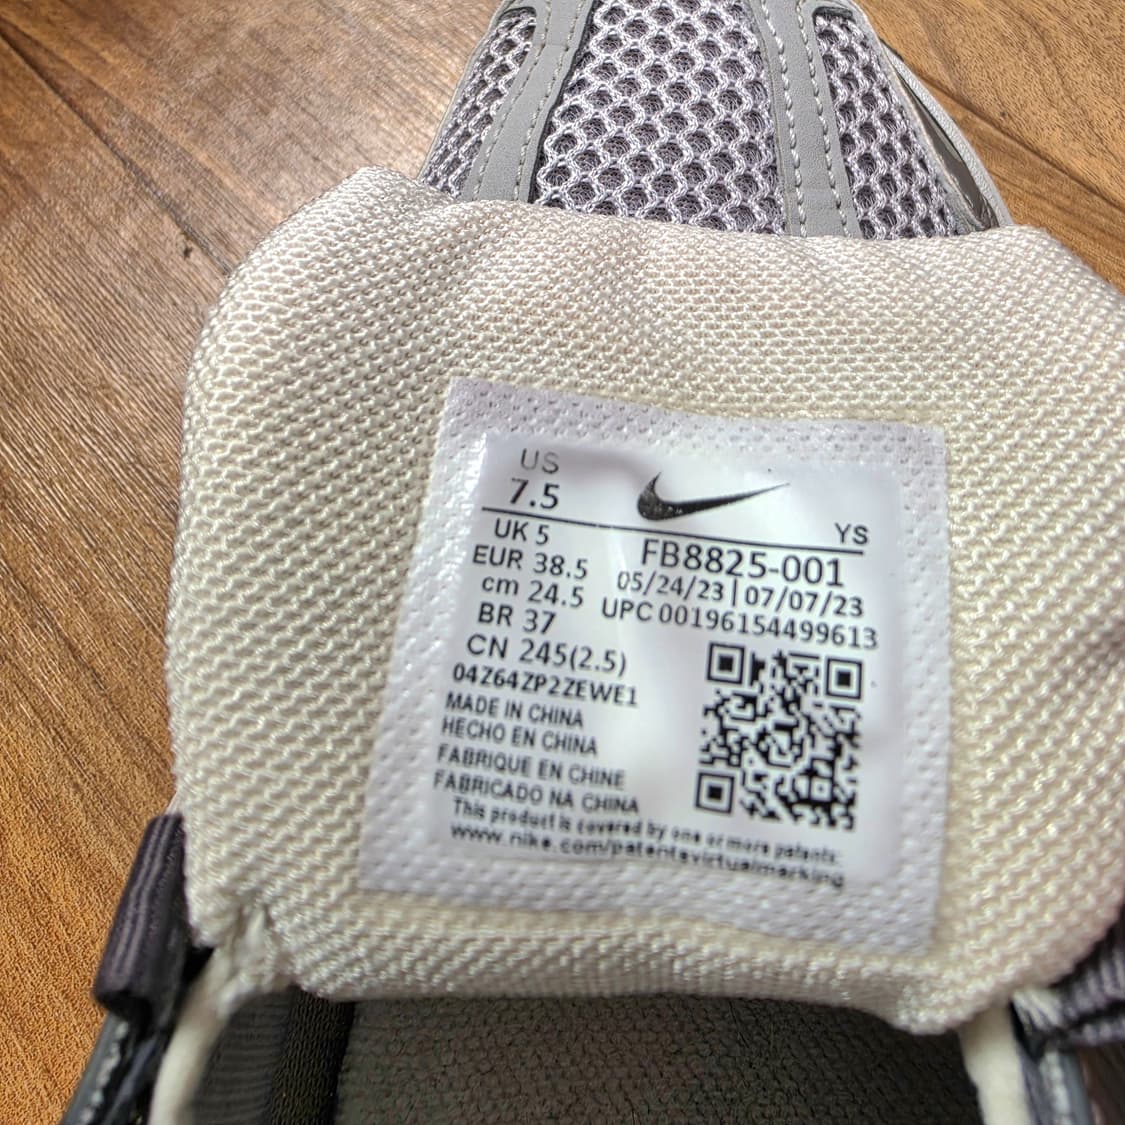 US
7.5
YS
UK 5
FB8825-001
EUR 38.5
05/24/23|07/07/23
cm 24.5
UPC 00196154499613
BR 37
CN 245(2.5)
04Z64ZP2ZEWE1
MADE IN CHINA
HECHO EN CHINA
FABRIQUE EN CHINE
FABRICADO NA CHINA
This product is covered by one or more patents:
www.nike.com/patentsvirtualmarking